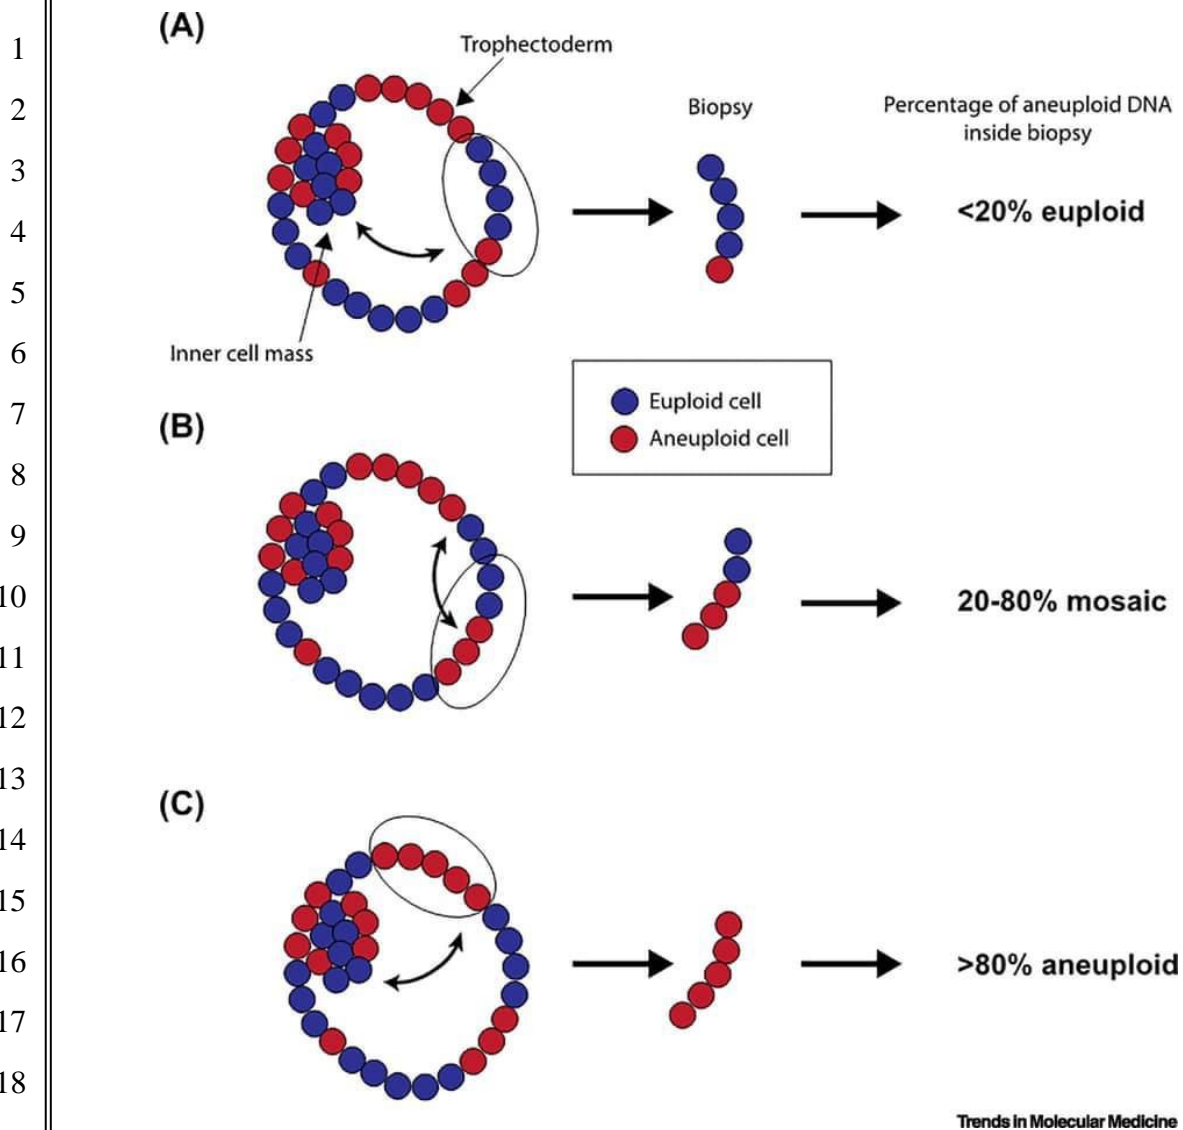 (A)
1
Trophectoderm
2
Biopsy
Percentage of aneuploid DNA
inside biopsy
3
<20% euploid
4
5
6
Inner cell mass
Euploid cell
7
(B)
Aneuploid cell
8
9
10
20-80% mosaic
11
12
13
(C)
14
15
16
>80% aneuploid
17
18
Trends in Molecular Medicine